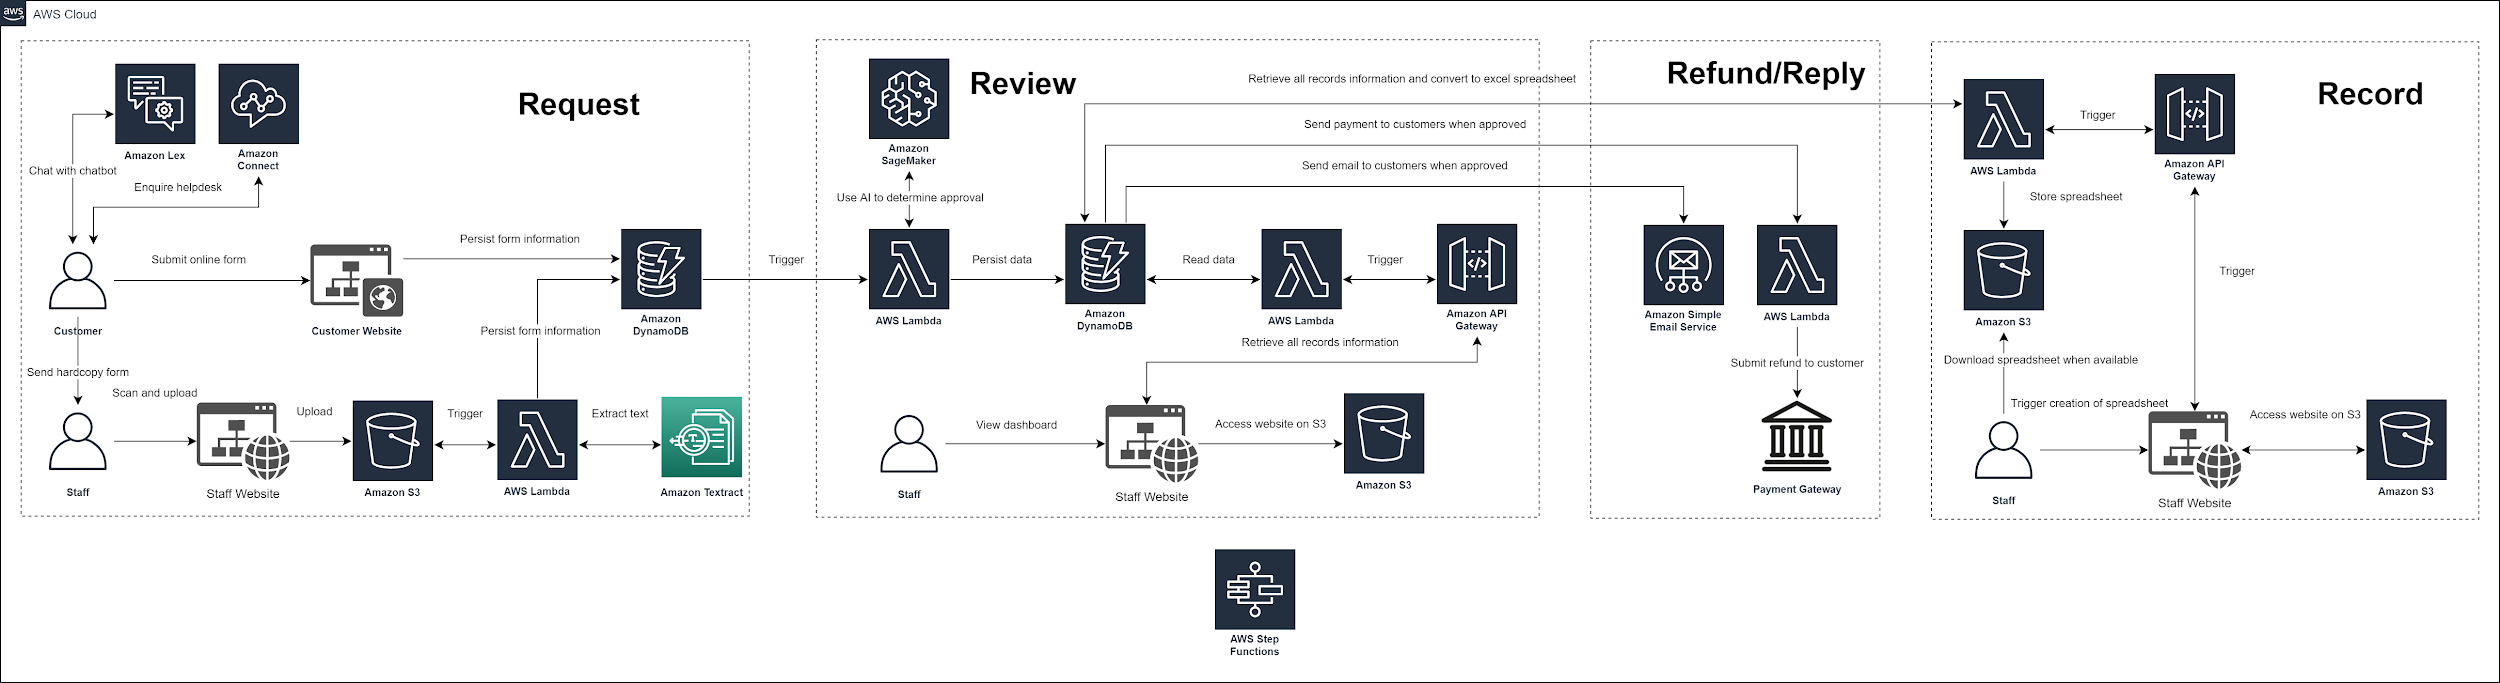 aws
AWS Cloud
Request
Amazon Lex
Amazon
Connect
Chat with chatbot
Enquire helpdesk
Customer
Submit online form
Customer Website
Persist form information
Amazon
DynamoDB
Persist form information
Send hardcopy form
Scan and upload
Staff
Staff Website
Upload
Amazon S3
Trigger
AWS Lambda
Extract text
Amazon Textract
Trigger
Review
Amazon
SageMaker
Use AI to determine approval
AWS Lambda
Persist data
Amazon
DynamoDB
Read data
AWS Lambda
Trigger
Amazon API
Gateway
Retrieve all records information
Staff
View dashboard
Staff Website
Access website on S3
Amazon S3
Retrieve all records information and convert to excel spreadsheet
Send payment to customers when approved
Send email to customers when approved
Refund/Reply
Amazon Simple
Email Service
AWS Lambda
Submit refund to customer
Payment Gateway
Record
AWS Lambda
Trigger
Amazon API
Gateway
Store spreadsheet
Amazon S3
Trigger
Download spreadsheet when available
Trigger creation of spreadsheet
Staff
Staff Website
Access website on S3
Amazon S3
AWS Step
Functions